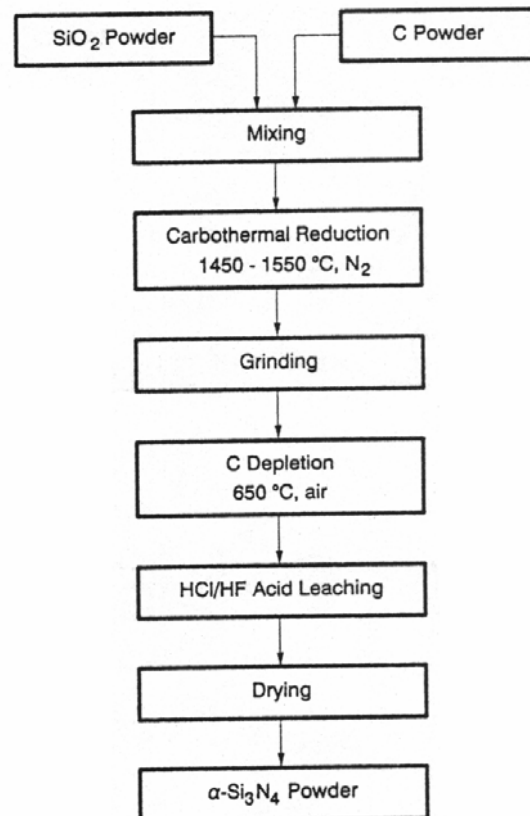 SiO2 Powder
C Powder
Mixing
Carbothermal Reduction
1450 - 1550 °C, N2
Grinding
C Depletion
650 °C, air
HCl/HF Acid Leaching
Drying
α-Si3N4 Powder